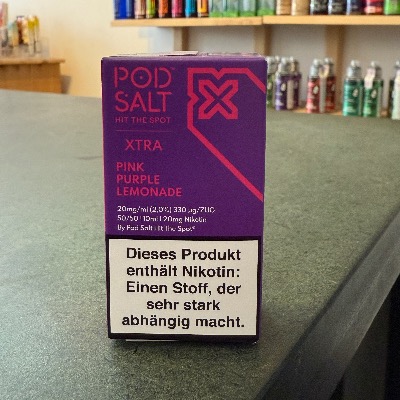 POD
SALT
HIT THE SPOT
X
XTRA
PINK
PURPLE
LEMONADE
20mg/ml (2,0%) 330 µg/ZUG
50/50 | 10ml | 20mg Nikotin
By Pod Salt Hit The Spot®
Dieses Produkt
enthält Nikotin:
Einen Stoff, der
sehr stark
abhängig macht.